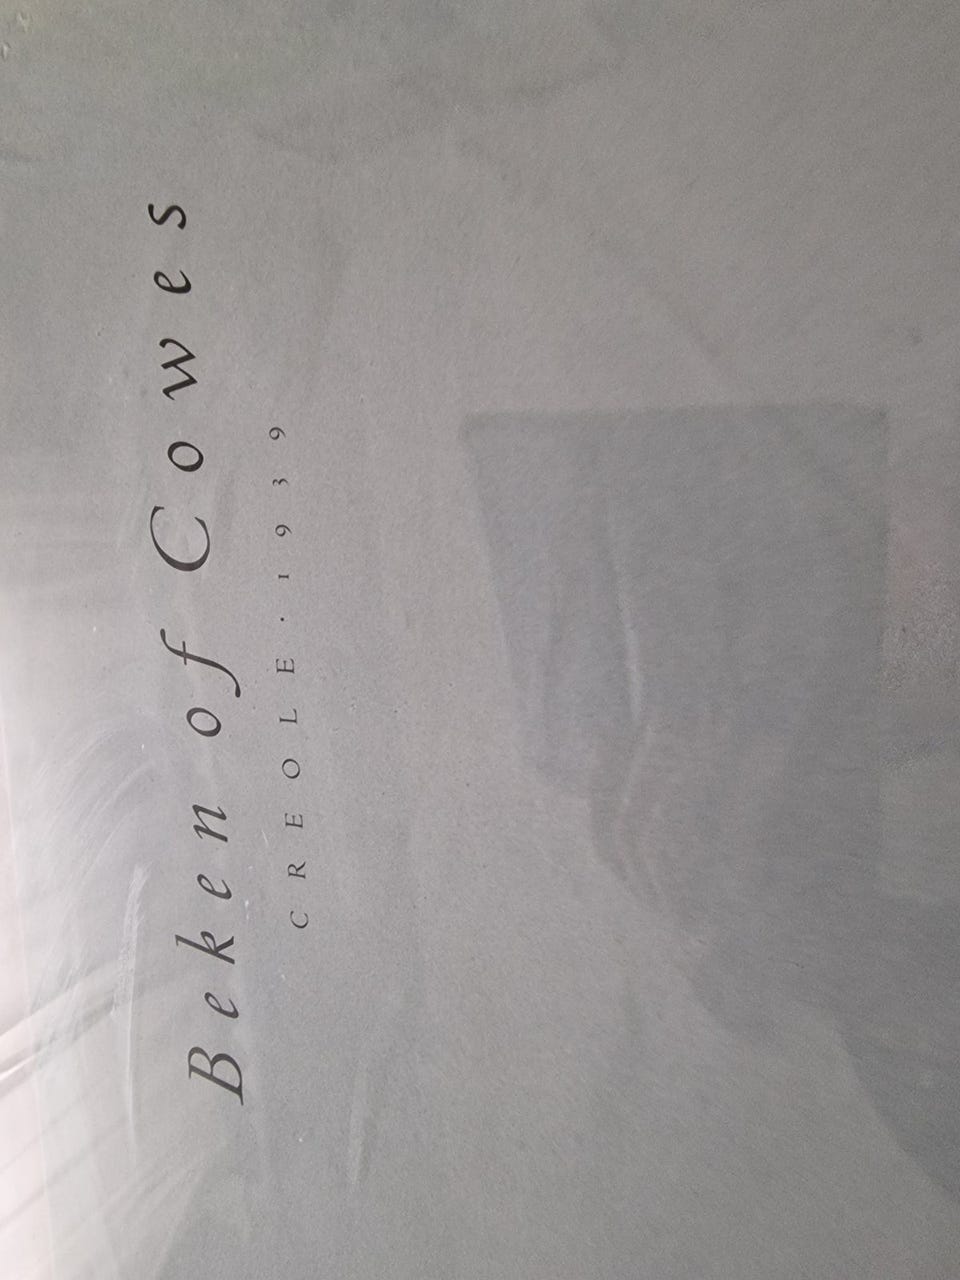 Beken of Cowes
CREOLE · 1939